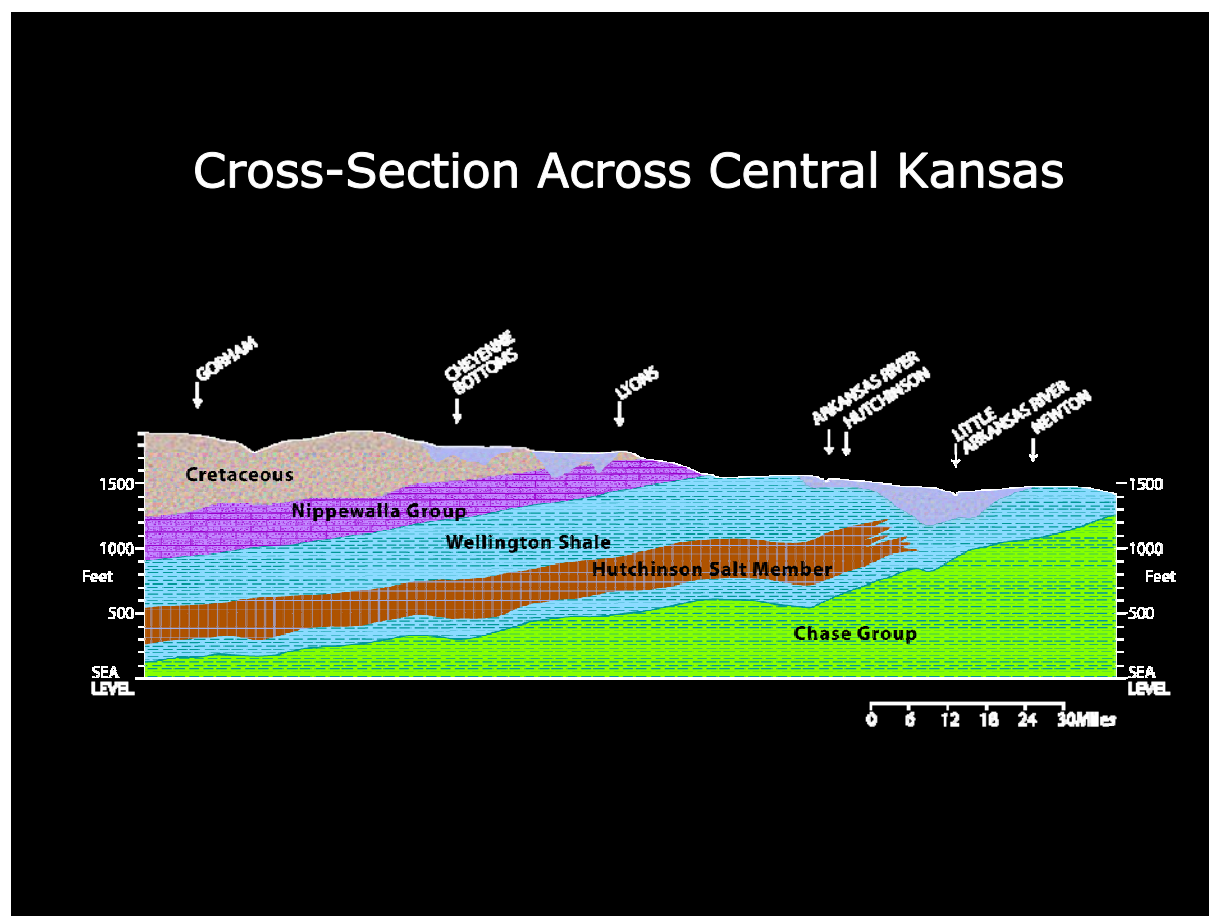 Cross-Section Across Central Kansas
GORHAM
CHEYENNE
BOTTOMS
LYONS
ARKANSAS RIVER
HUTCHINSON
LITTLE
ARKANSAS RIVER
NEWTON
Cretaceous
1500
1500
Nippewalla Group
Wellington Shale
1000
1000
Hutchinson Salt Member
Feet
Feet
500
500
Chase Group
SEA
LEVEL
SEA
LEVEL
0 6 12 18 24 30 Miles